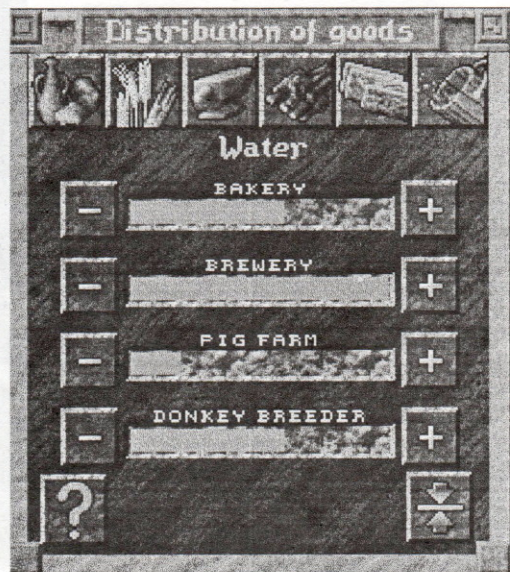 Distribution of goods
Water
BAKERY
- +
BREWERY
- +
PIG FARM
- +
DONKEY BREEDER
- +
?